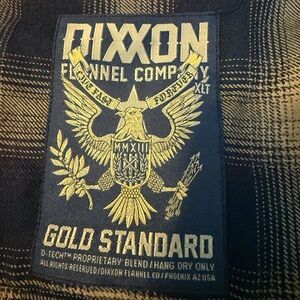 DIXXON
FLANNEL COMPANY
XLT
LIVE FAST FOREVER
MMXIII
GOLD STANDARD
D-TECH™ PROPRIETARY BLEND/HANG DRY ONLY
ALL RIGHTS RESERVED/DIXXON FLANNEL CO/PHOENIX AZ USA